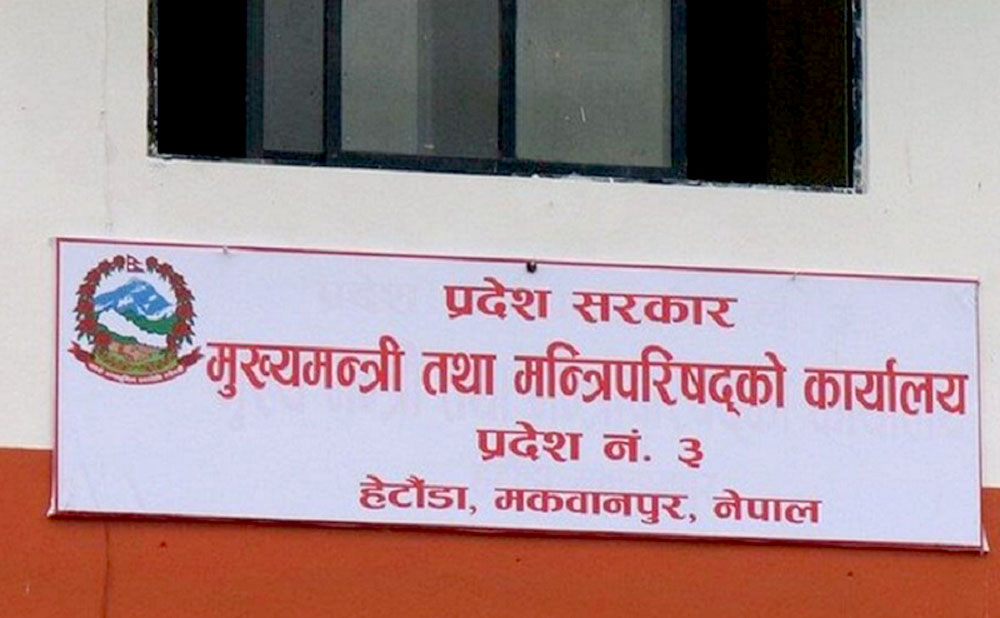 प्रदेश सरकार
मुख्यमन्त्री तथा मन्त्रिपरिषद्को कार्यालय
प्रदेश नं. ३
हेटौंडा, मकवानपुर, नेपाल